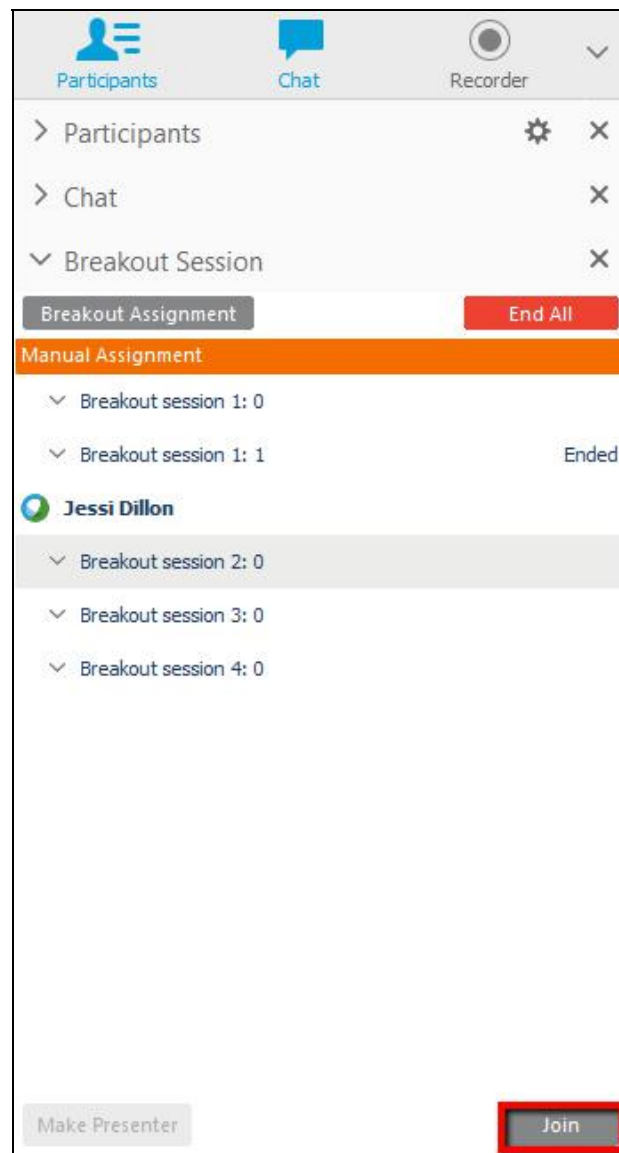 Participants Chat Recorder
Participants
Chat
Breakout Session
Breakout Assignment End All
Manual Assignment
Breakout session 1: 0
Breakout session 1: 1 Ended
Jessi Dillon
Breakout session 2: 0
Breakout session 3: 0
Breakout session 4: 0
Make Presenter Join